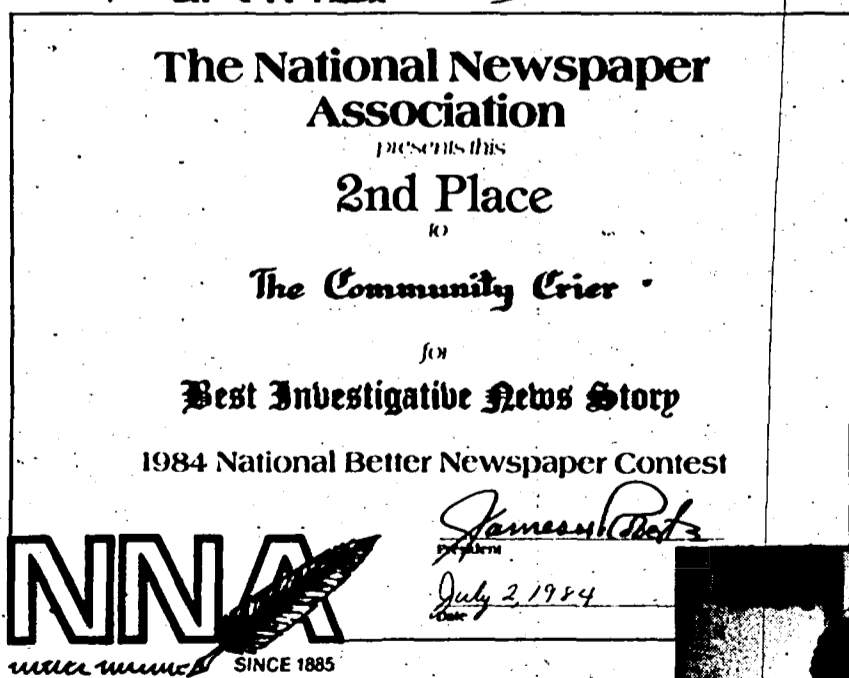 The National Newspaper
Association
presents this
2nd Place
to
The Community Crier
for
Best Investigative News Story
1984 National Better Newspaper Contest
President
July 2, 1984
Date
NNA
SINCE 1885